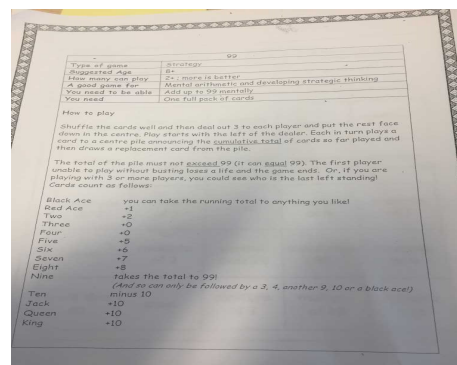 99
Type of game Strategy
Suggested Age 8+
How many can play 2+ : more is better
A good game for Mental arithmetic and developing strategic thinking
You need to be able Add up to 99 mentally
You need One full pack of cards
How to play
Shuffle the cards well and then deal out 3 to each player and put the rest face
down in the centre. Play starts with the left of the dealer. Each in turn plays a
card to a centre pile announcing the cumulative total of cards so far played and
then draws a replacement card from the pile.
The total of the pile must not exceed 99 (it can equal 99). The first player
unable to play without busting loses a life and the game ends. Or, if you are
playing with 3 or more players, you could see who is the last left standing!
Cards count as follows:
Black Ace you can take the running total to anything you like!
Red Ace +1
Two +2
Three +0
Four +0
Five +5
Six +6
Seven +7
Eight +8
Nine takes the total to 99!
(And so can only be followed by a 3, 4, another 9, 10 or a black ace!)
Ten minus 10
Jack +10
Queen +10
King +10